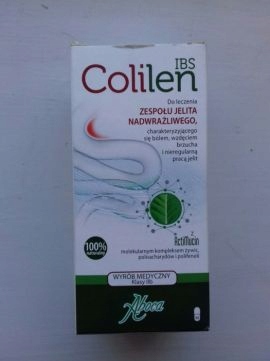 Colilen IBS
Do leczenia
ZESPOŁU JELITA
NADWRAŻLIWEGO,
charakteryzującego
się bólem, wzdęciem
brzucha
i nieregularną
pracą jelit
100%
naturalne
z
ActiMucin
molekularnym kompleksem żywic,
polisacharydów i polifenoli
WYRÓB MEDYCZNY
Klasy IIb
Aboca